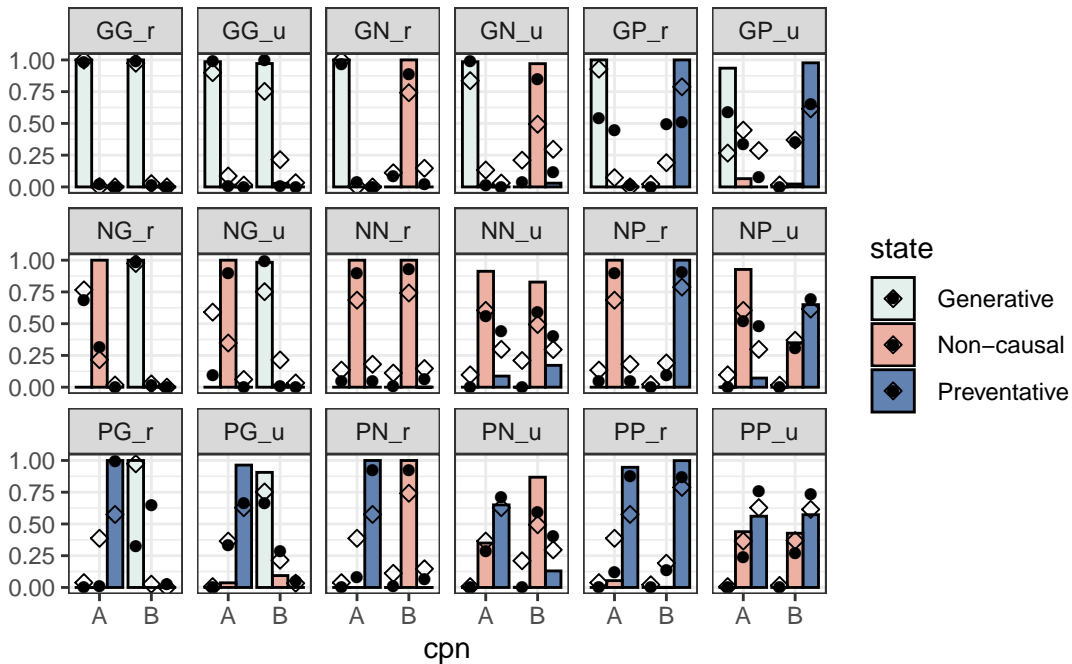 GG_r GG_u GN_r GN_u GP_r GP_u
1.00
0.75
0.50
0.25
0.00
NG_r NG_u NN_r NN_u NP_r NP_u
1.00
0.75
0.50
0.25
0.00
PG_r PG_u PN_r PN_u PP_r PP_u
1.00
0.75
0.50
0.25
0.00
A B A B A B A B A B A B
cpn
state
Generative
Non−causal
Preventative